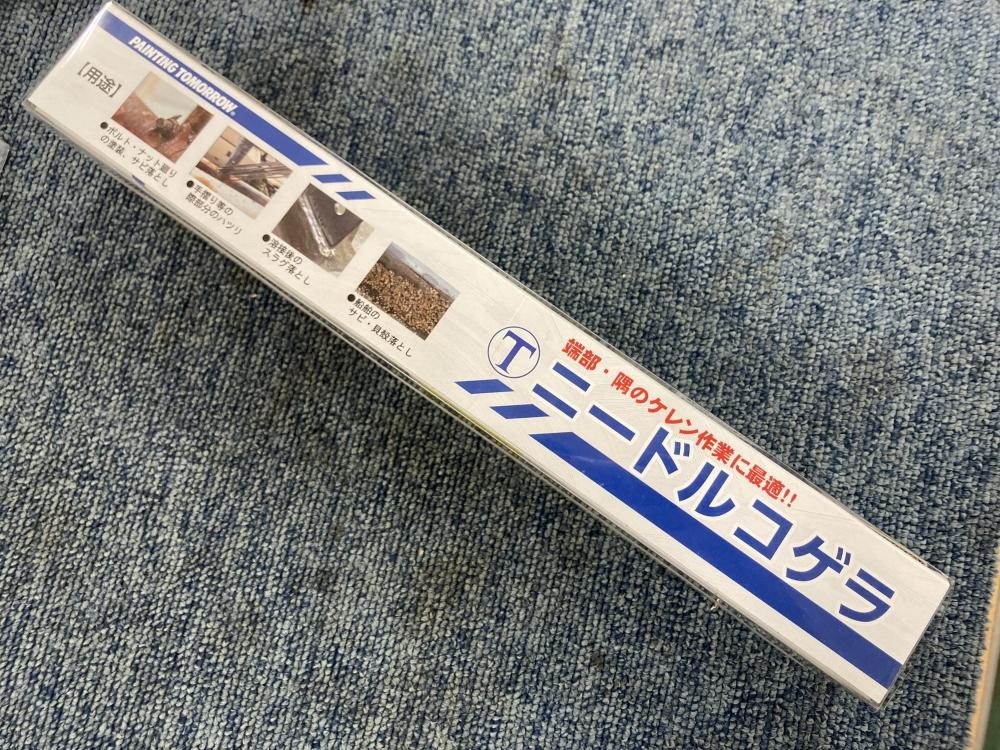 PAINTING TOMORROW®
【用途】
●ボルト・ナット廻り
の塗装、サビ落とし
●手摺り等の
際部分のハツリ
●溶接後の
スラグ落とし
●船舶の
サビ・貝殻落とし
T
端部・隅のケレン作業に最適!!
ニードルコゲラ